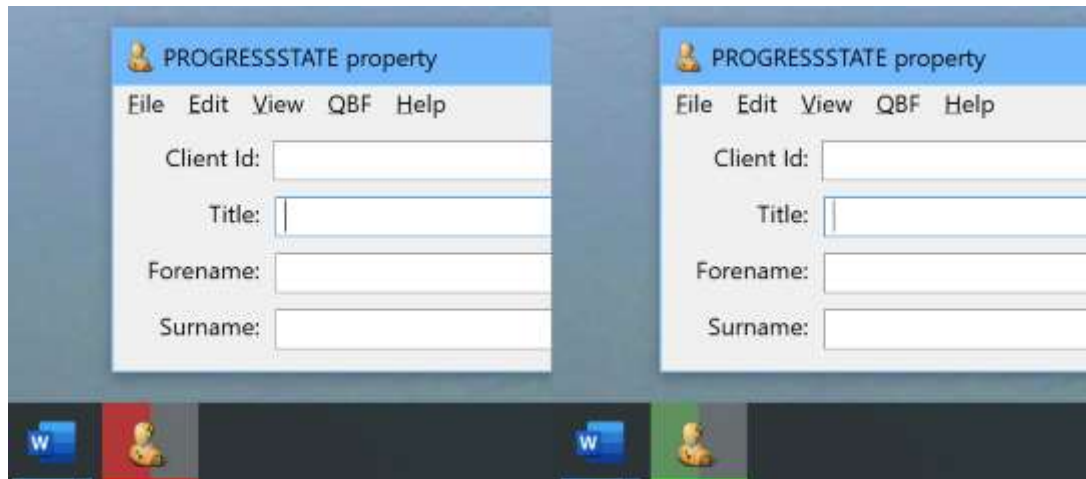 PROGRESSSTATE property
File Edit View QBF Help
Client Id:
Title:
Forename:
Surname:
W
PROGRESSSTATE property
File Edit View QBF Help
Client Id:
Title:
Forename:
Surname:
W